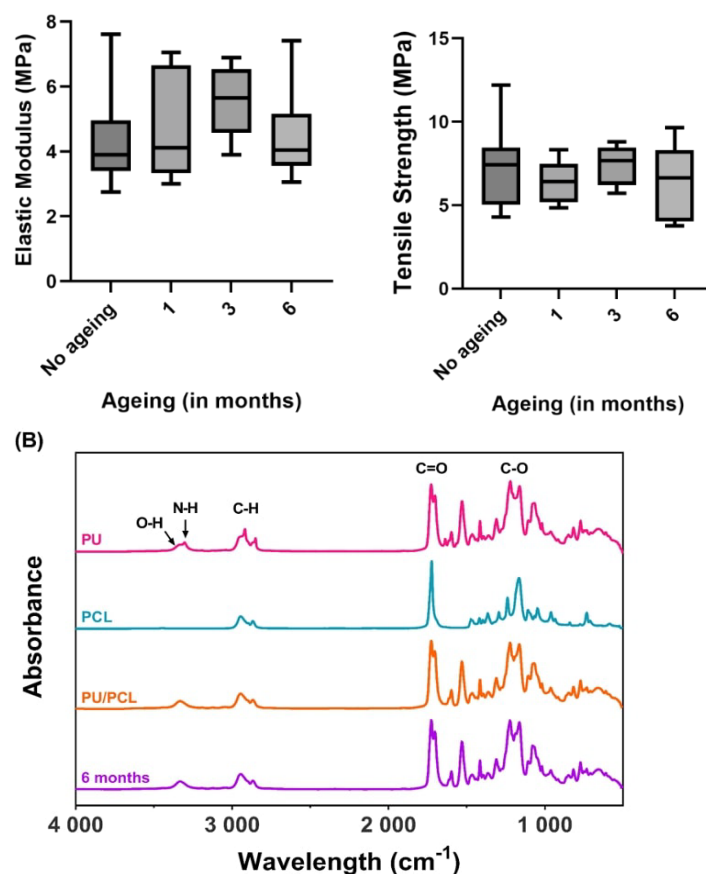 Elastic Modulus (MPa)
8
6
4
2
0
No ageing
1
3
6
Ageing (in months)
Tensile Strength (MPa)
15
10
5
0
No ageing
1
3
6
Ageing (in months)
(B)
Absorbance
C=O
C-O
O-H
N-H
C-H
PU
PCL
PU/PCL
6 months
4 000
3 000
2 000
1 000
Wavelength (cm⁻¹)